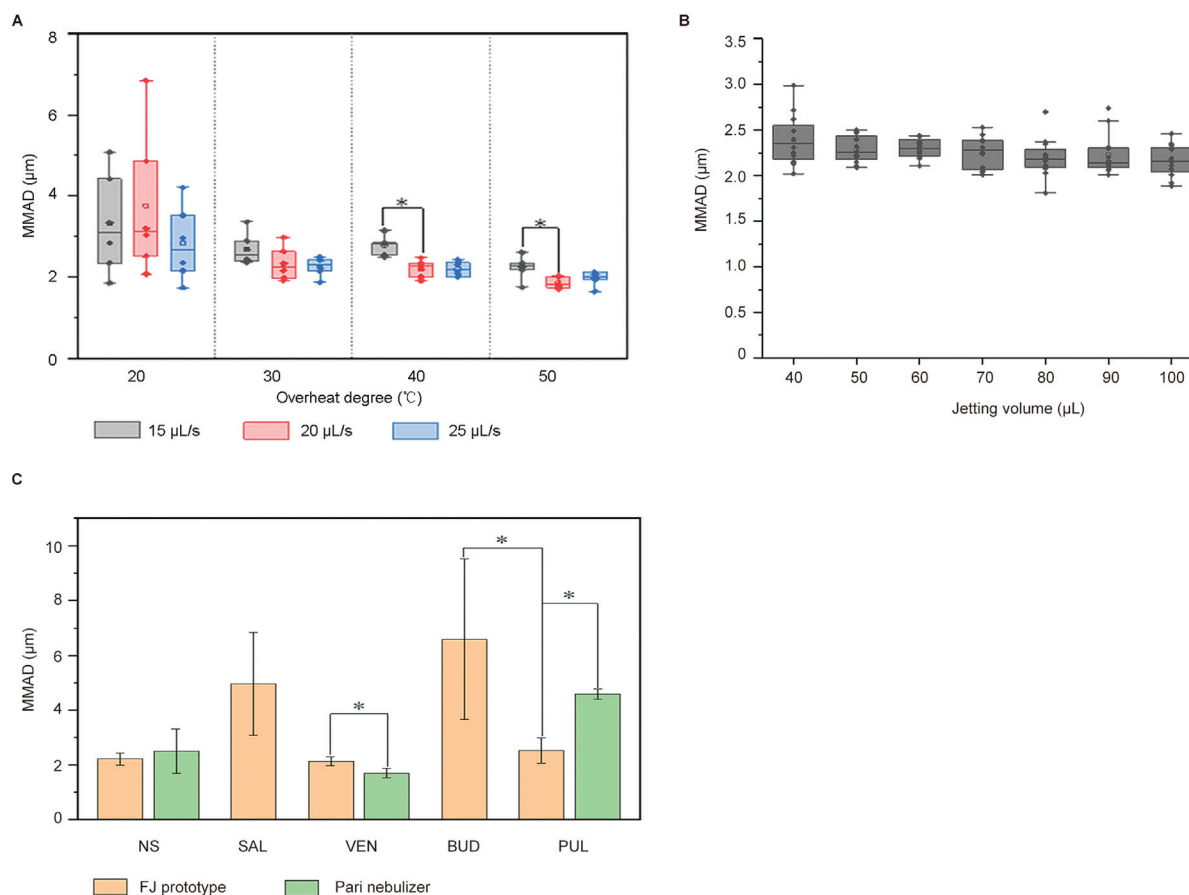 A
8
6
4
2
0
MMAD (μm)
*
*
20 30 40 50
Overheat degree (℃)
15 μL/s 20 μL/s 25 μL/s
B
3.5
3.0
2.5
2.0
1.5
1.0
0.5
0
MMAD (μm)
40 50 60 70 80 90 100
Jetting volume (μL)
C
10
8
6
4
2
0
MMAD (μm)
*
*
*
NS SAL VEN BUD PUL
FJ prototype Pari nebulizer